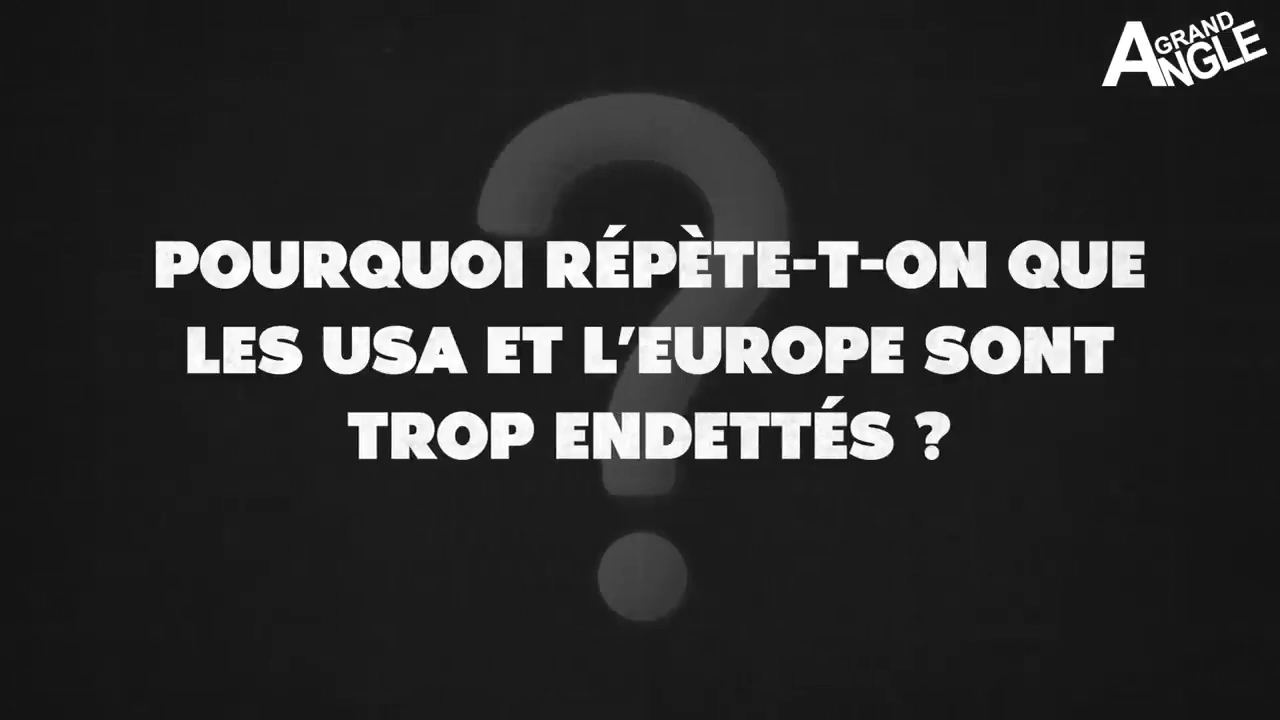 GRAND
ANGLE
POURQUOI RÉPÈTE-T-ON QUE
LES USA ET L'EUROPE SONT
TROP ENDETTÉS ?